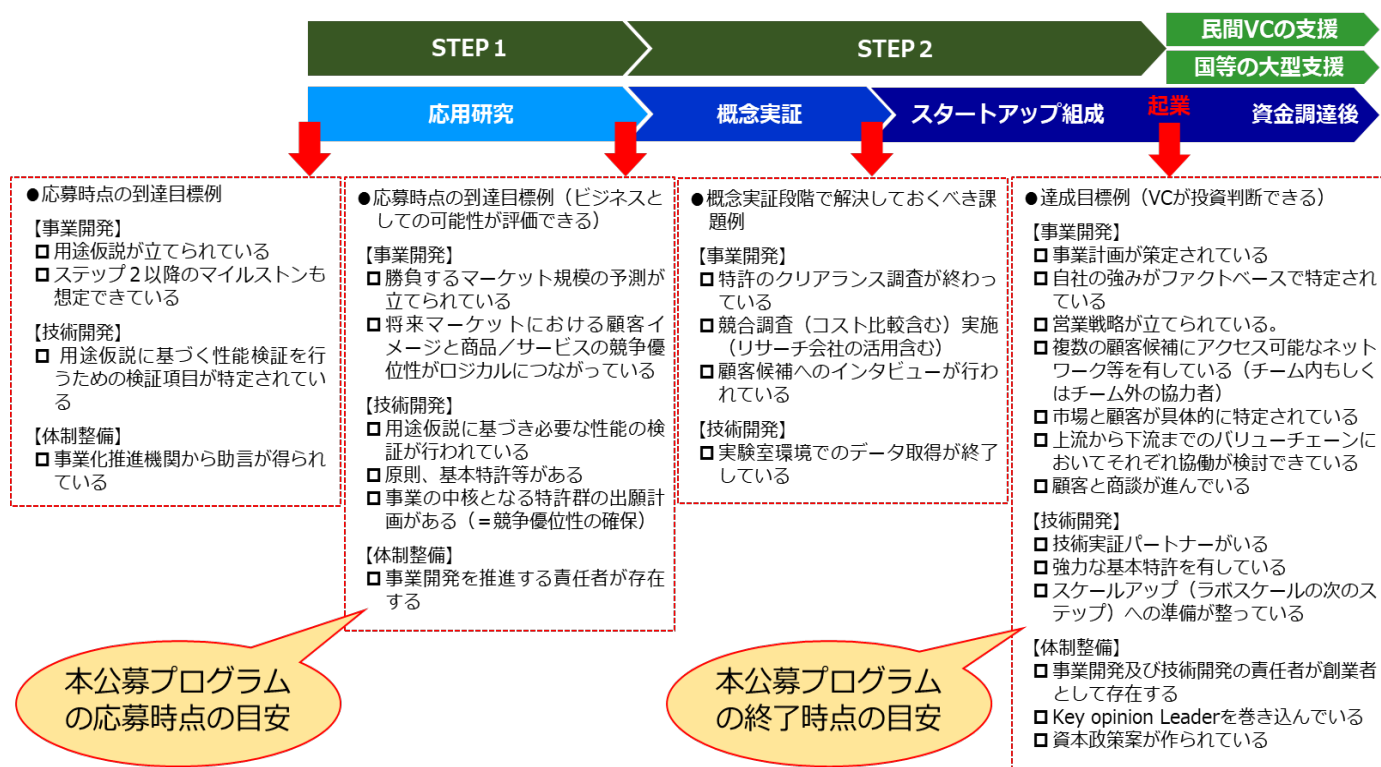 STEP１
STEP２
民間VCの支援
国等の大型支援
応用研究
概念実証
スタートアップ組成
起業
資金調達後
●応募時点の到達目標例
【事業開発】
用途仮説が立てられている
ステップ２以降のマイルストンも
想定できている
【技術開発】
用途仮説に基づく性能検証を行
うための検証項目が特定されてい
る
【体制整備】
事業化推進機関から助言が得られ
ている
●応募時点の到達目標例（ビジネスと
しての可能性が評価できる）
【事業開発】
勝負するマーケット規模の予測が
立てられている
将来マーケットにおける顧客イ
メージと商品／サービスの競争優
位性がロジカルにつながっている
【技術開発】
用途仮説に基づき必要な性能の検
証が行われている
原則、基本特許等がある
事業の中核となる特許群の出願計
画がある（＝競争優位性の確保）
【体制整備】
事業開発を推進する責任者が存在
する
●概念実証段階で解決しておくべき課
題例
【事業開発】
特許のクリアランス調査が終わっ
ている
競合調査（コスト比較含む）実施
（リサーチ会社の活用含む）
顧客候補へのインタビューが行わ
れている
【技術開発】
実験室環境でのデータ取得が終了
している
●達成目標例（VCが投資判断できる）
【事業開発】
事業計画が策定されている
自社の強みがファクトベースで特定され
ている
営業戦略が立てられている。
複数の顧客候補にアクセス可能なネット
ワーク等を有している（チーム内もしく
はチーム外の協力者）
市場と顧客が具体的に特定されている
上流から下流までのバリューチェーンに
おいてそれぞれ協働が検討できている
顧客と商談が進んでいる
【技術開発】
技術実証パートナーがいる
強力な基本特許を有している
スケールアップ（ラボスケールの次のス
テップ）への準備が整っている
【体制整備】
事業開発及び技術開発の責任者が創業者
として存在する
Key opinion Leaderを巻き込んでいる
資本政策案が作られている
本公募プログラム
の応募時点の目安
本公募プログラム
の終了時点の目安